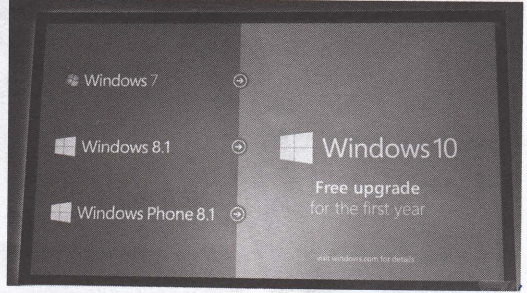 Windows 7
Windows 8.1
Windows Phone 8.1
Windows 10
Free upgrade
for the first year
visit windows.com for details